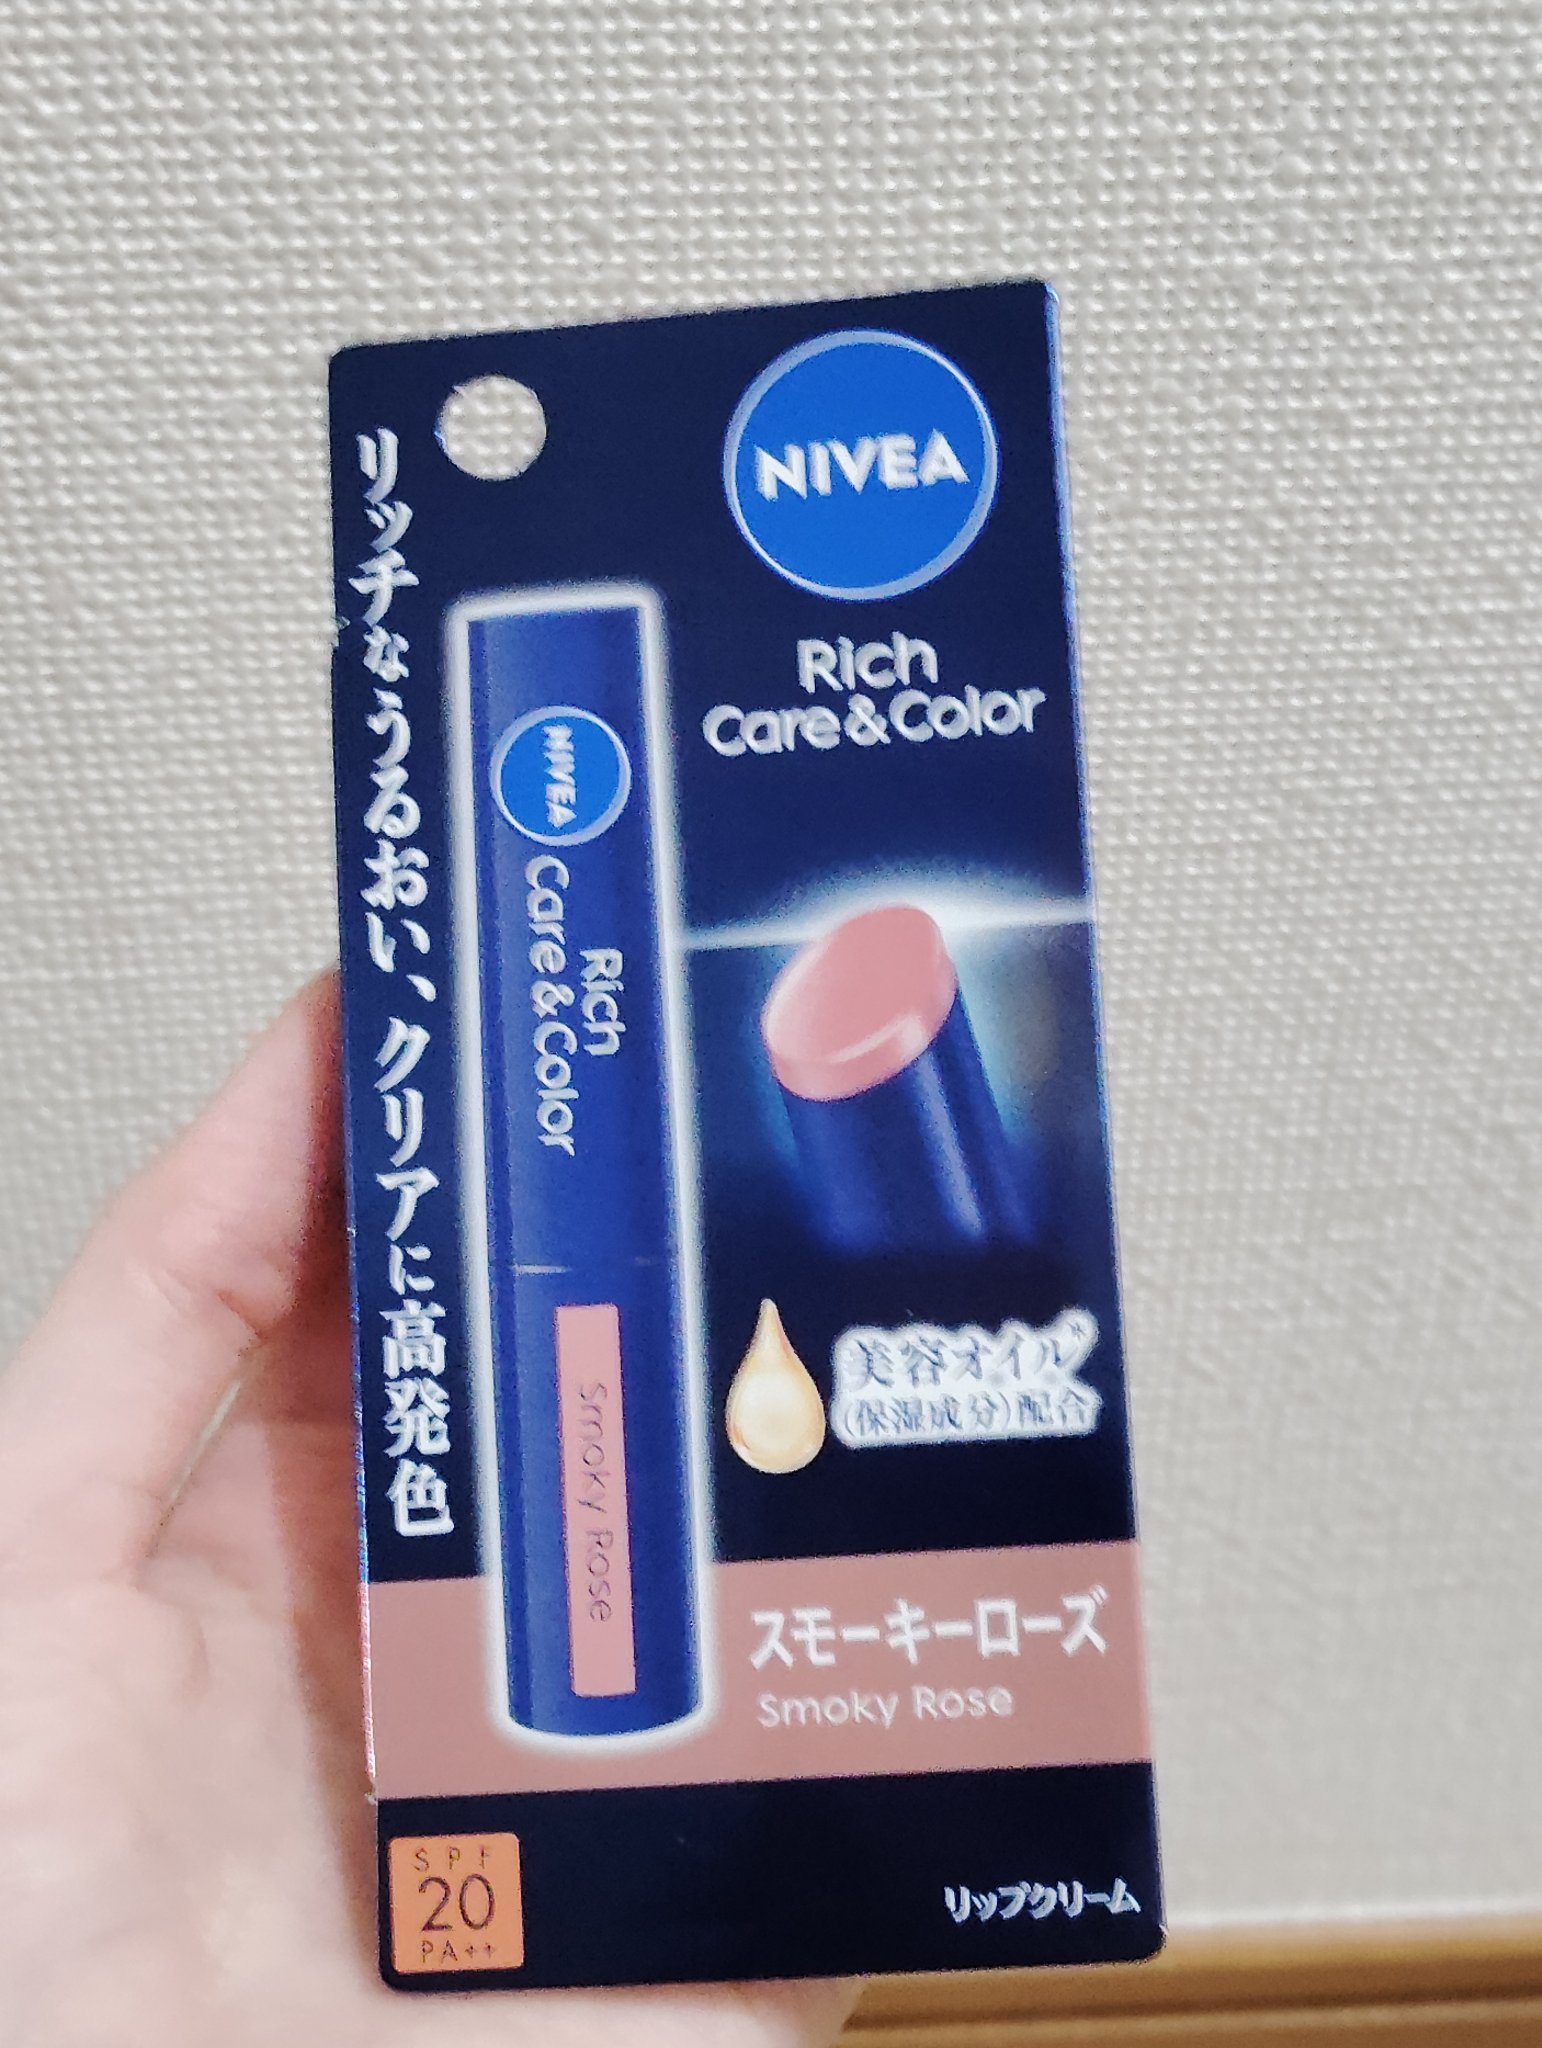 NIVEA
Rich
Care&Color
リッチなうるおい、クリアに高発色
NIVEA
Rich
Care&Color
Smoky Rose
美容オイル*
(保湿成分)配合
スモーキーローズ
Smoky Rose
SPF
20
PA++
リップクリーム